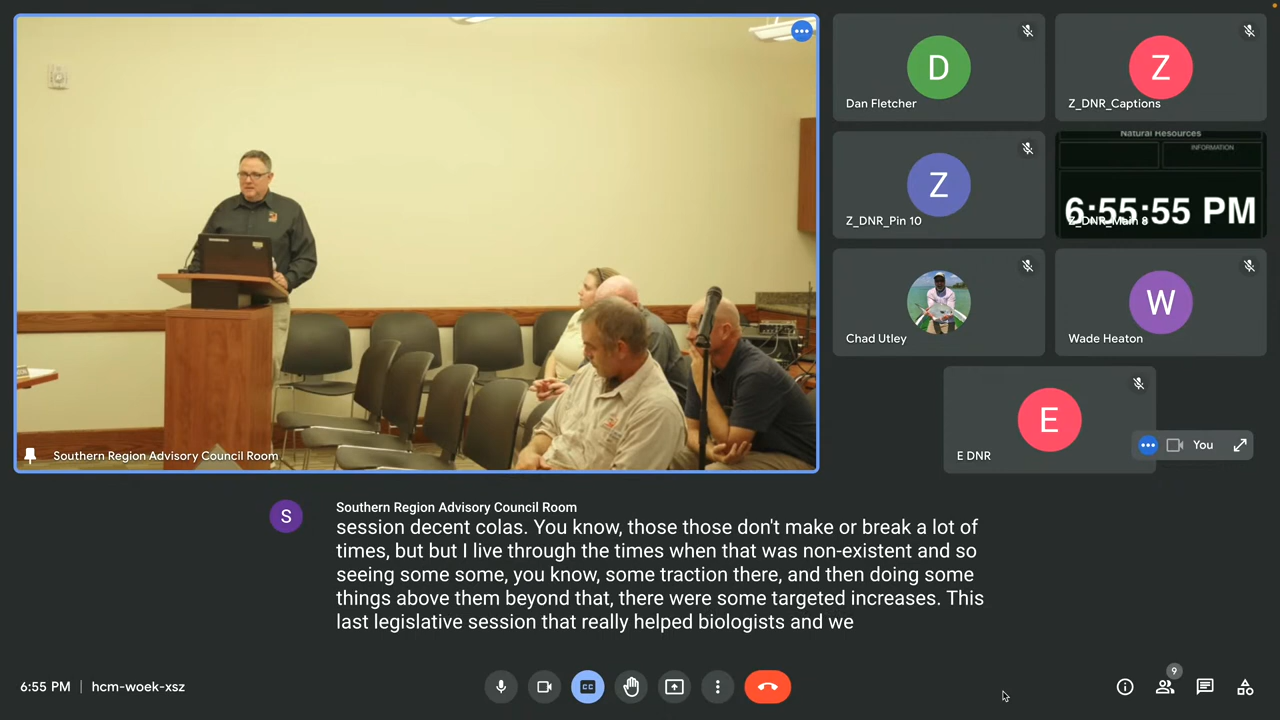 Southern Region Advisory Council Room
D
Dan Fletcher
Z
Z_DNR_Captions
Z
Z_DNR_Pin 10
Natural Resources
INFORMATION
6:55:55 PM
Z_DNR_Main 8
Chad Utley
W
Wade Heaton
E
E DNR
You
S
Southern Region Advisory Council Room
session decent colas. You know, those those don't make or break a lot of
times, but but I live through the times when that was non-existent and so
seeing some some, you know, some traction there, and then doing some
things above them beyond that, there were some targeted increases. This
last legislative session that really helped biologists and we
6:55 PM | hcm-woek-xsz
CC
9